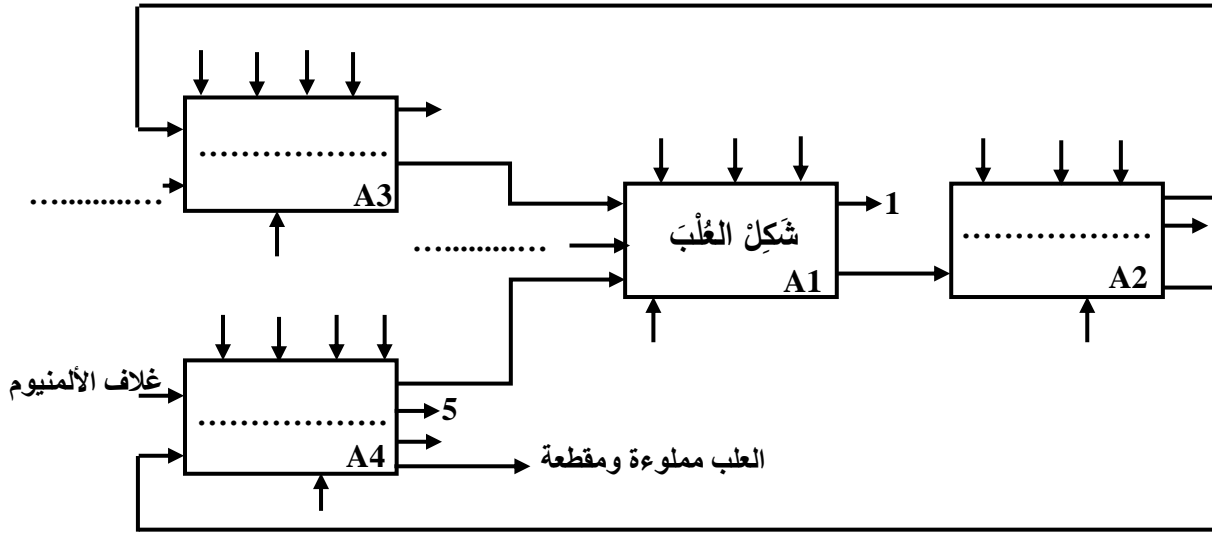 ..................
A3
..................
شَكِلْ العُلْبَ
A1
1
..................
..................
A2
غلاف الألمنيوم
..................
A4
5
العلب مملوءة ومقطعة